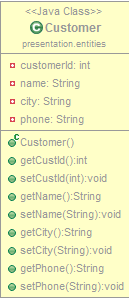 <<Java Class>>
Customer
presentation.entities
customerId: int
name: String
city: String
phone: String
Customer()
getCustId():int
setCustId(int):void
getName():String
setName(String):void
getCity():String
setCity(String):void
getPhone():String
setPhone(String):void